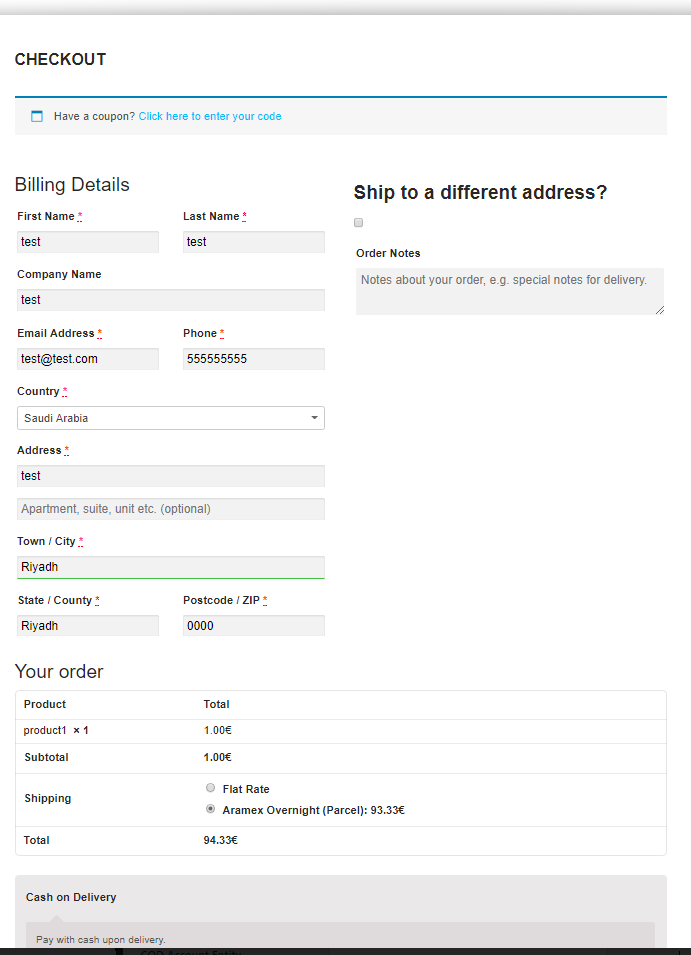 CHECKOUT
Have a coupon? Click here to enter your code
Billing Details
First Name *
Last Name *
test
test
Company Name
test
Email Address *
Phone *
test@test.com
555555555
Country *
Saudi Arabia
Address *
test
Apartment, suite, unit etc. (optional)
Town / City *
Riyadh
State / County *
Postcode / ZIP *
Riyadh
0000
Ship to a different address?
Order Notes
Notes about your order, e.g. special notes for delivery.
Your order
Product Total
product1 × 1 1.00€
Subtotal 1.00€
Shipping
Flat Rate
Aramex Overnight (Parcel): 93.33€
Total 94.33€
Cash on Delivery
Pay with cash upon delivery.